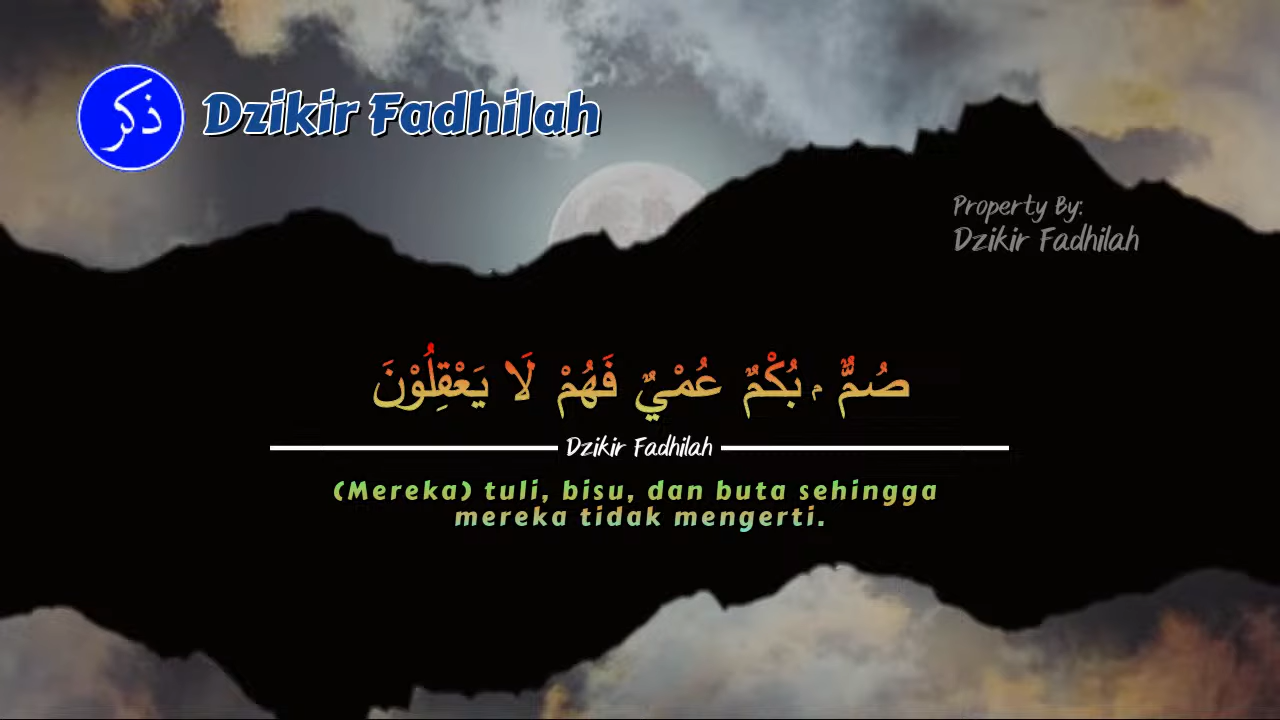 ذكر
Dzikir Fadhilah
Property By:
Dzikir Fadhilah
صُمٌّ ۢ بُكْمٌ عُمْيٌ فَهُمْ لَا يَعْقِلُوْنَ
Dzikir Fadhilah
(Mereka) tuli, bisu, dan buta sehingga
mereka tidak mengerti.